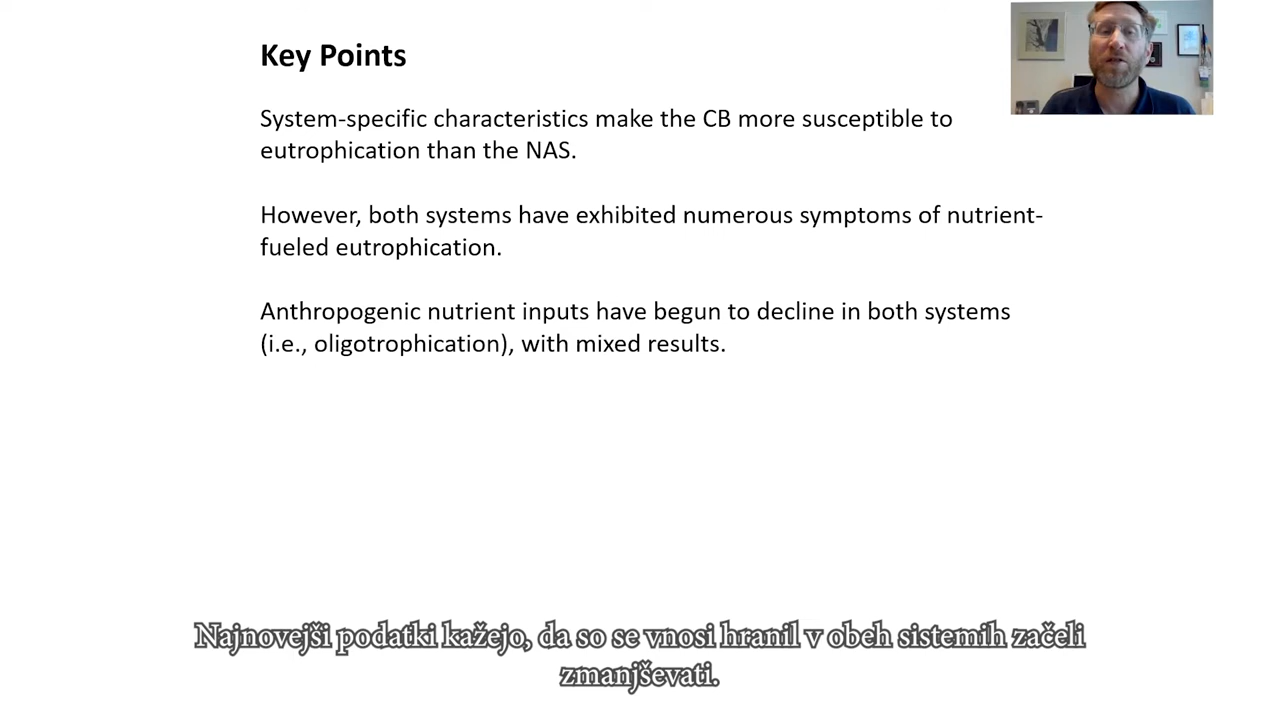 Key Points
System-specific characteristics make the CB more susceptible to
eutrophication than the NAS.
However, both systems have exhibited numerous symptoms of nutrient-
fueled eutrophication.
Anthropogenic nutrient inputs have begun to decline in both systems
(i.e., oligotrophication), with mixed results.
Najnovejši podatki kažejo, da so se vnosi hranil v obeh sistemih začeli
zmanjševati.